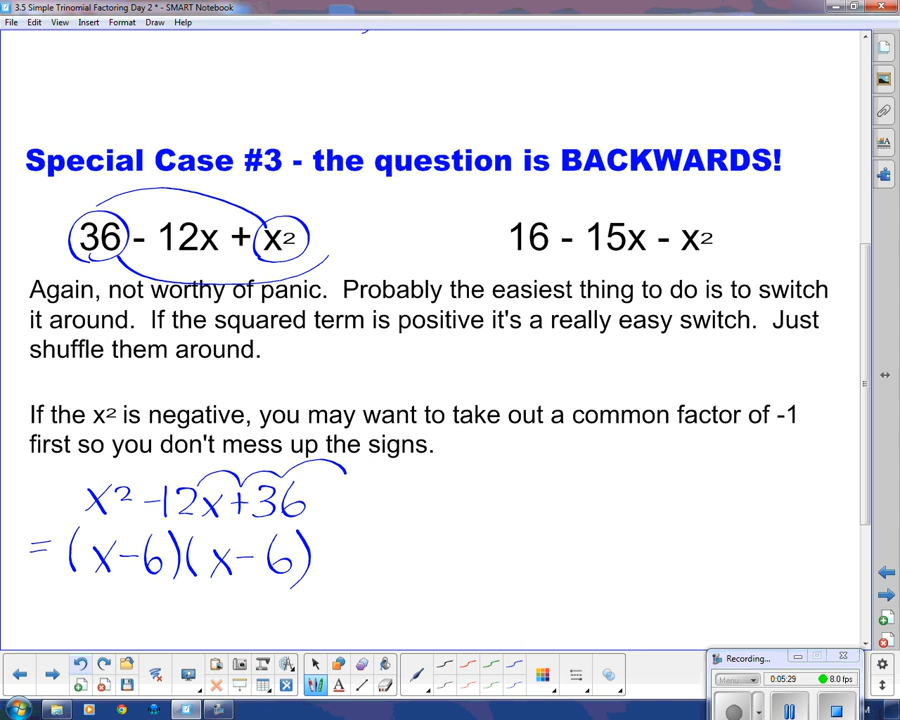 3.5 Simple Trinomial Factoring Day 2 * - SMART Notebook
File Edit View Insert Format Draw Help
Special Case #3 - the question is BACKWARDS!
36 - 12x + x² 16 - 15x - x²
Again, not worthy of panic. Probably the easiest thing to do is to switch
it around. If the squared term is positive it's a really easy switch. Just
shuffle them around.
If the x² is negative, you may want to take out a common factor of -1
first so you don't mess up the signs.
x² -12x+36
= (x-6)(x-6)
Recording...
Menu 0:05:29 8.0 fps